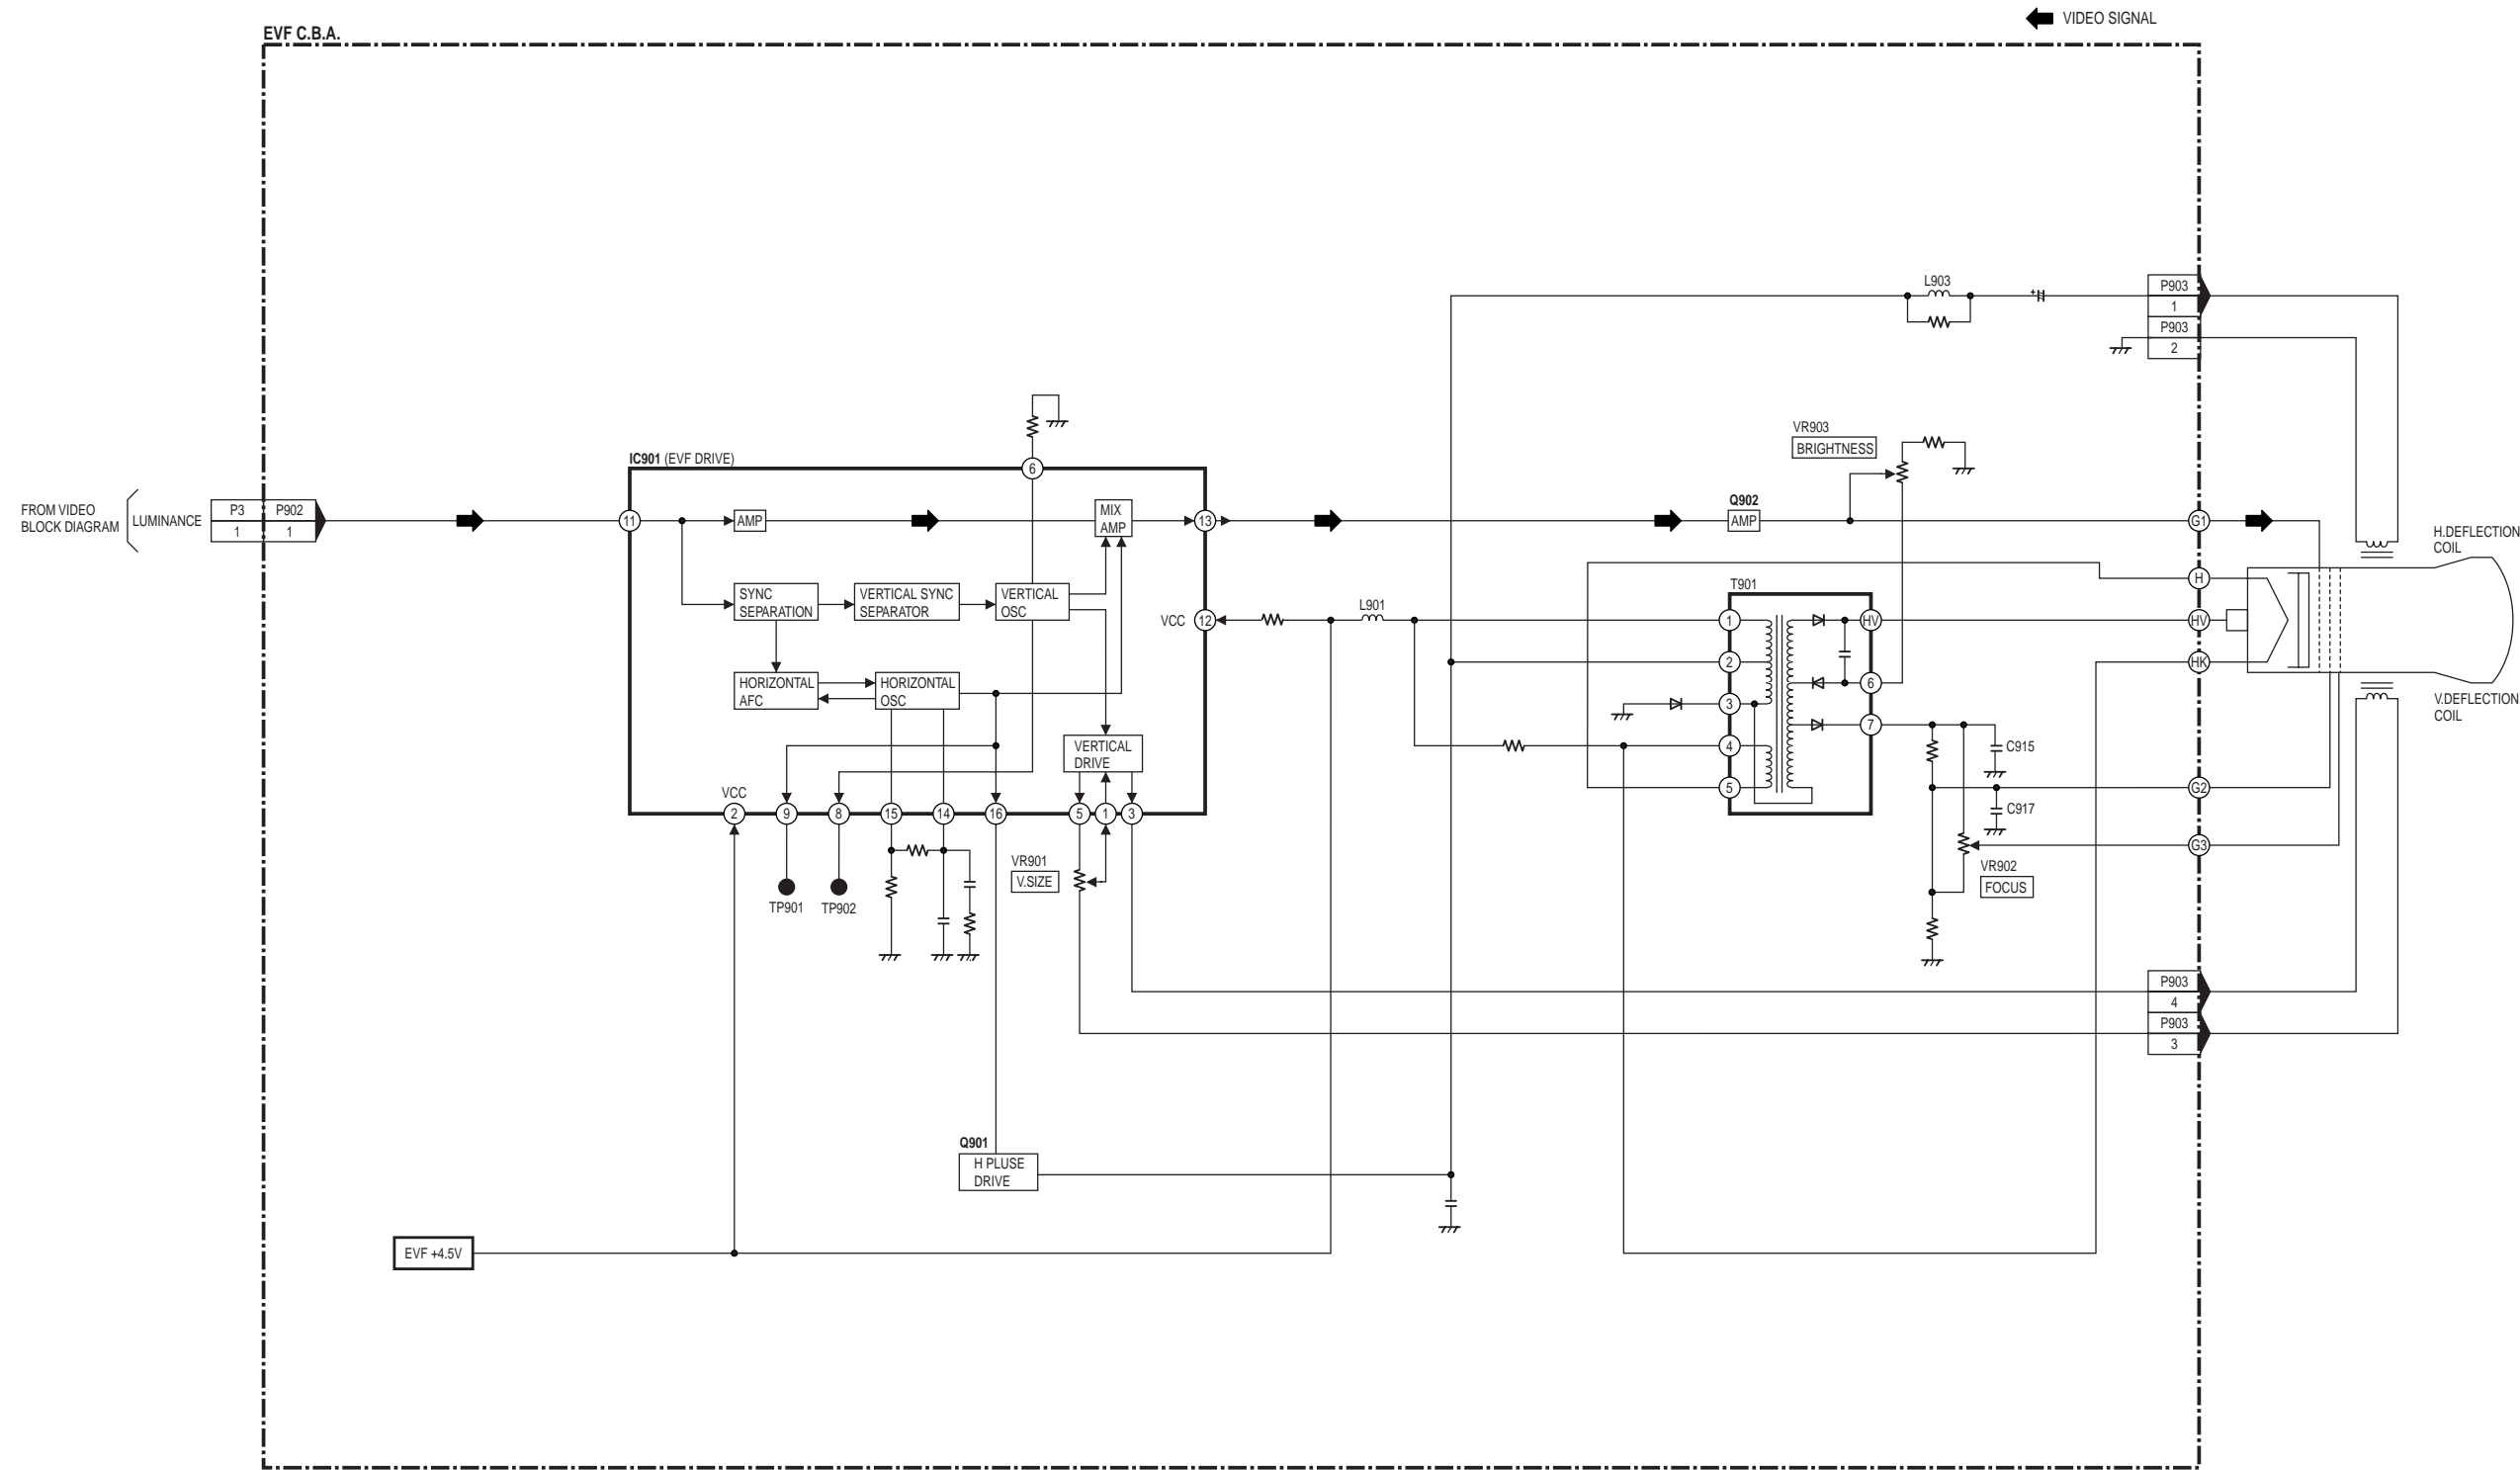 VIDEO SIGNAL
EVF C.B.A.
L903
P903
1
P903
2
VR903
BRIGHTNESS
IC901 (EVF DRIVE)
6
FROM VIDEO
BLOCK DIAGRAM
LUMINANCE
P3
1
P902
1
11
AMP
MIX
AMP
13
Q902
AMP
G1
H.DEFLECTION
COIL
SYNC
SEPARATION
VERTICAL SYNC
SEPARATOR
VERTICAL
OSC
VCC
12
L901
T901
1
2
3
4
5
HV
6
7
H
HV
HK
HORIZONTAL
AFC
HORIZONTAL
OSC
VERTICAL
DRIVE
V.DEFLECTION
COIL
C915
C917
G2
G3
VR902
FOCUS
VCC
2
9
8
15
14
16
5
1
3
TP901
TP902
VR901
V.SIZE
P903
4
P903
3
Q901
H PLUSE
DRIVE
EVF +4.5V